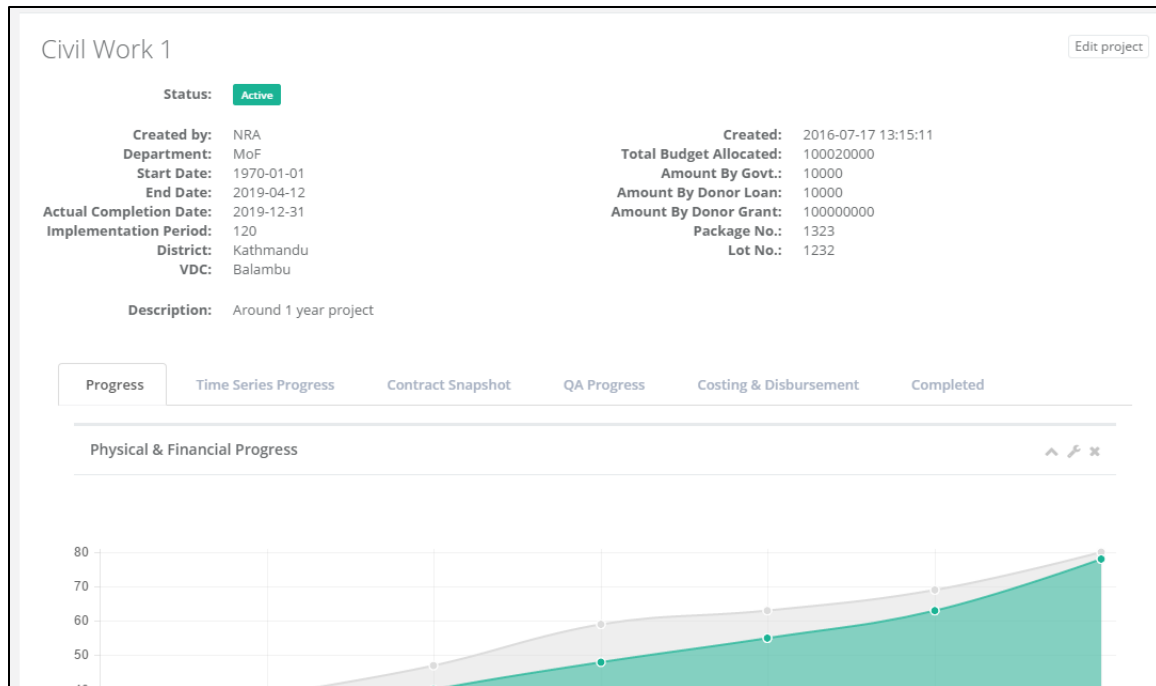 Civil Work 1
Edit project
Status: Active
Created by: NRA
Department: MoF
Start Date: 1970-01-01
End Date: 2019-04-12
Actual Completion Date: 2019-12-31
Implementation Period: 120
District: Kathmandu
VDC: Balambu
Created: 2016-07-17 13:15:11
Total Budget Allocated: 100020000
Amount By Govt.: 10000
Amount By Donor Loan: 10000
Amount By Donor Grant: 100000000
Package No.: 1323
Lot No.: 1232
Description: Around 1 year project
Progress Time Series Progress Contract Snapshot QA Progress Costing & Disbursement Completed
Physical & Financial Progress
80
70
60
50